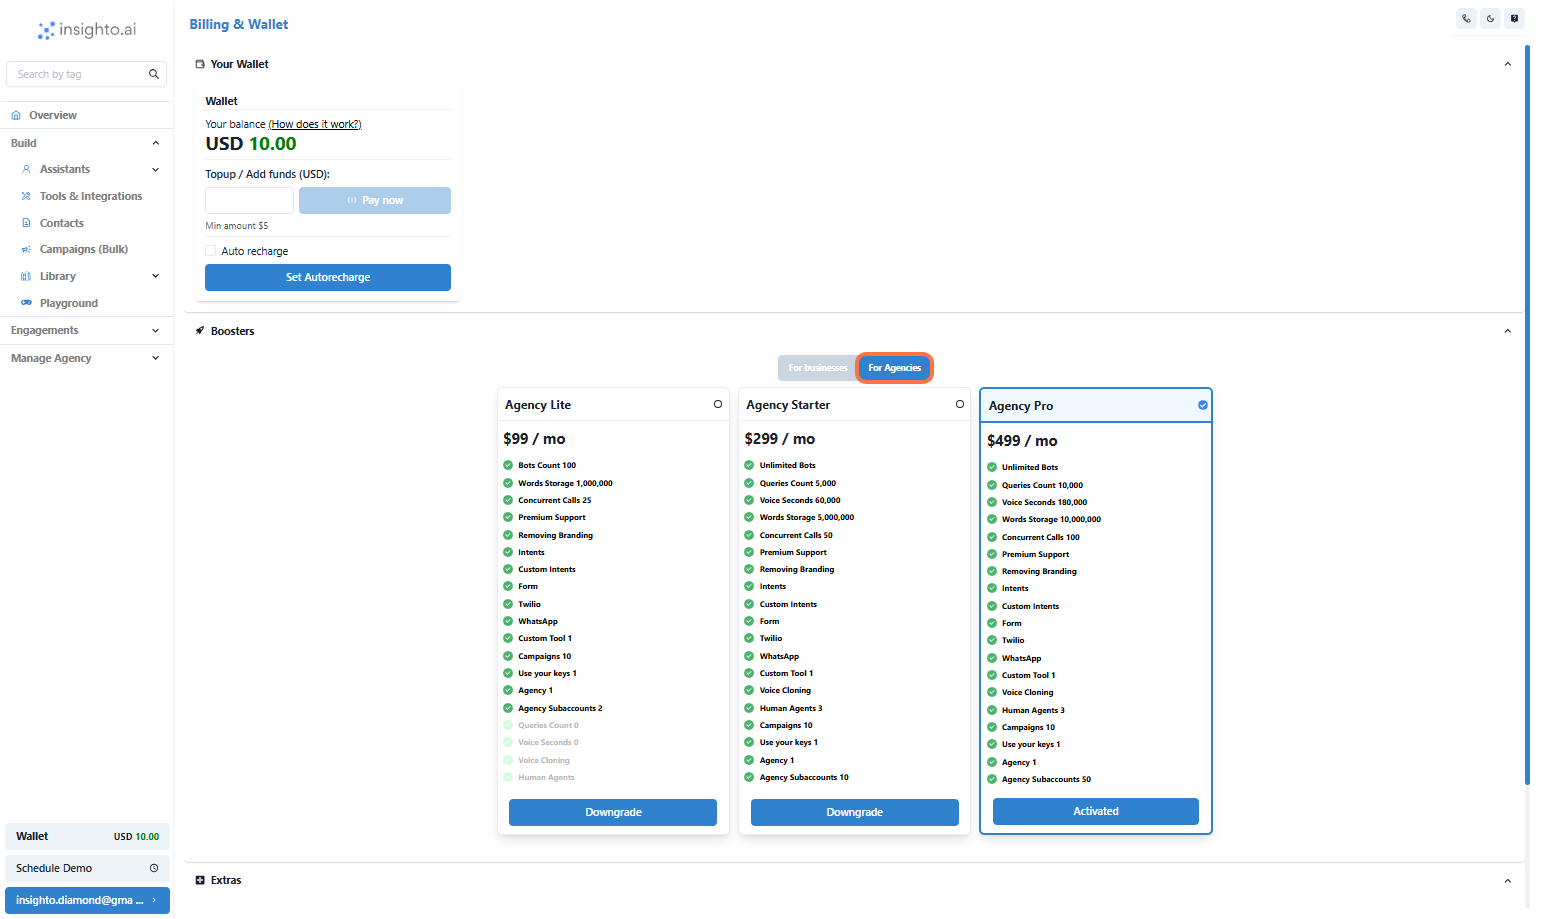 insighto.ai
Search by tag
Overview
Build
Assistants
Tools & Integrations
Contacts
Campaigns (Bulk)
Library
Playground
Engagements
Manage Agency
Wallet USD 10.00
Schedule Demo
insighto.diamond@gma ...
Billing & Wallet
Your Wallet
Wallet
Your balance (How does it work?)
USD 10.00
Topup / Add funds (USD):
Pay now
Min amount $5
Auto recharge
Set Autorecharge
Boosters
For businesses For Agencies
Agency Lite
$99 / mo
Bots Count 100
Words Storage 1,000,000
Concurrent Calls 25
Premium Support
Removing Branding
Intents
Custom Intents
Form
Twilio
WhatsApp
Custom Tool 1
Campaigns 10
Use your keys 1
Agency 1
Agency Subaccounts 2
Queries Count 0
Voice Seconds 0
Voice Cloning
Human Agents
Downgrade
Agency Starter
$299 / mo
Unlimited Bots
Queries Count 5,000
Voice Seconds 60,000
Words Storage 5,000,000
Concurrent Calls 50
Premium Support
Removing Branding
Intents
Custom Intents
Form
Twilio
WhatsApp
Custom Tool 1
Voice Cloning
Human Agents 3
Campaigns 10
Use your keys 1
Agency 1
Agency Subaccounts 10
Downgrade
Agency Pro
$499 / mo
Unlimited Bots
Queries Count 10,000
Voice Seconds 180,000
Words Storage 10,000,000
Concurrent Calls 100
Premium Support
Removing Branding
Intents
Custom Intents
Form
Twilio
WhatsApp
Custom Tool 1
Voice Cloning
Human Agents 3
Campaigns 10
Use your keys 1
Agency 1
Agency Subaccounts 50
Activated
Extras